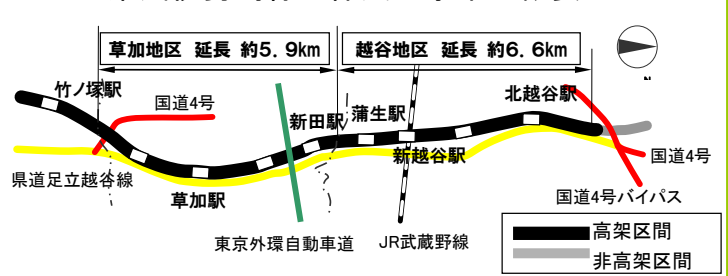 草加地区 延長 約5.9km
越谷地区 延長 約6.6km
竹ノ塚駅
国道4号
新田駅
蒲生駅
北越谷駅
N
県道足立越谷線
草加駅
新越谷駅
国道4号
国道4号バイパス
東京外環自動車道
JR武蔵野線
高架区間
非高架区間